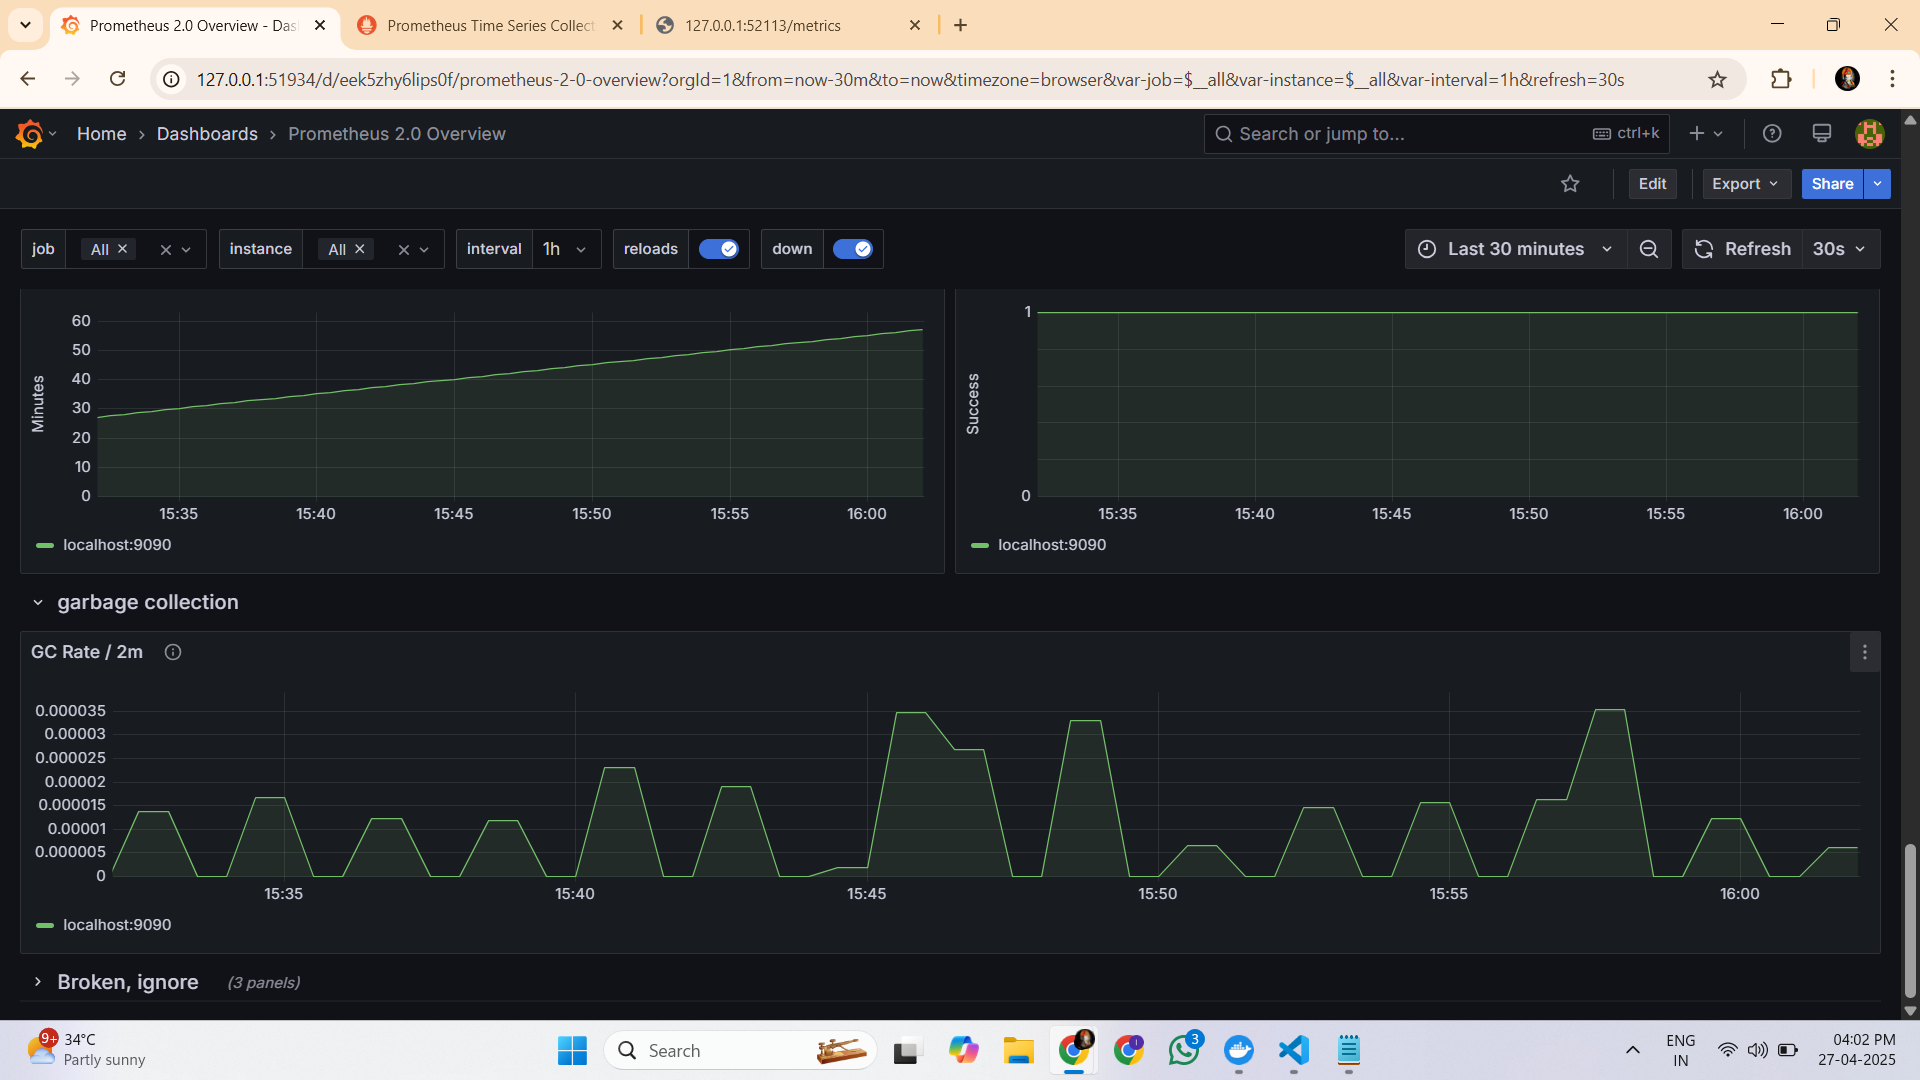 Prometheus 2.0 Overview - Das
Prometheus Time Series Collect
127.0.0.1:52113/metrics
127.0.0.1:51934/d/eek5zhy6lips0f/prometheus-2-0-overview?orgId=1&from=now-30m&to=now&timezone=browser&var-job=$__all&var-instance=$__all&var-interval=1h&refresh=30s
Home > Dashboards > Prometheus 2.0 Overview
Search or jump to...
ctrl+k
Edit
Export
Share
job All
instance All
interval 1h
reloads
down
Last 30 minutes
Refresh 30s
Minutes
60
50
40
30
20
10
0
15:35 15:40 15:45 15:50 15:55 16:00
localhost:9090
Success
1
0
15:35 15:40 15:45 15:50 15:55 16:00
localhost:9090
garbage collection
GC Rate / 2m
0.000035
0.00003
0.000025
0.00002
0.000015
0.00001
0.000005
0
15:35 15:40 15:45 15:50 15:55 16:00
localhost:9090
Broken, ignore (3 panels)
9+
34°C
Partly sunny
Search
3
ENG
IN
04:02 PM
27-04-2025